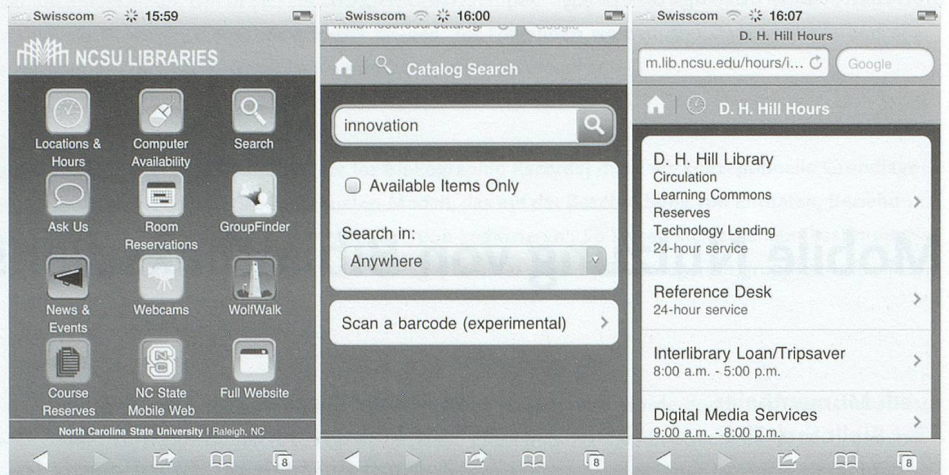 Swisscom 15:59
NCSU LIBRARIES
Locations & Hours
Computer Availability
Search
Ask Us
Room Reservations
GroupFinder
News & Events
Webcams
WolfWalk
Course Reserves
NC State Mobile Web
Full Website
North Carolina State University | Raleigh, NC
8
Swisscom 16:00
Google
Catalog Search
innovation
Available Items Only
Search in:
Anywhere
Scan a barcode (experimental)
8
Swisscom 16:07
D. H. Hill Hours
m.lib.ncsu.edu/hours/i... Google
D. H. Hill Hours
D. H. Hill Library
Circulation
Learning Commons
Reserves
Technology Lending
24-hour service
Reference Desk
24-hour service
Interlibrary Loan/Tripsaver
8:00 a.m. - 5:00 p.m.
Digital Media Services
9:00 a.m. - 8:00 p.m.
8